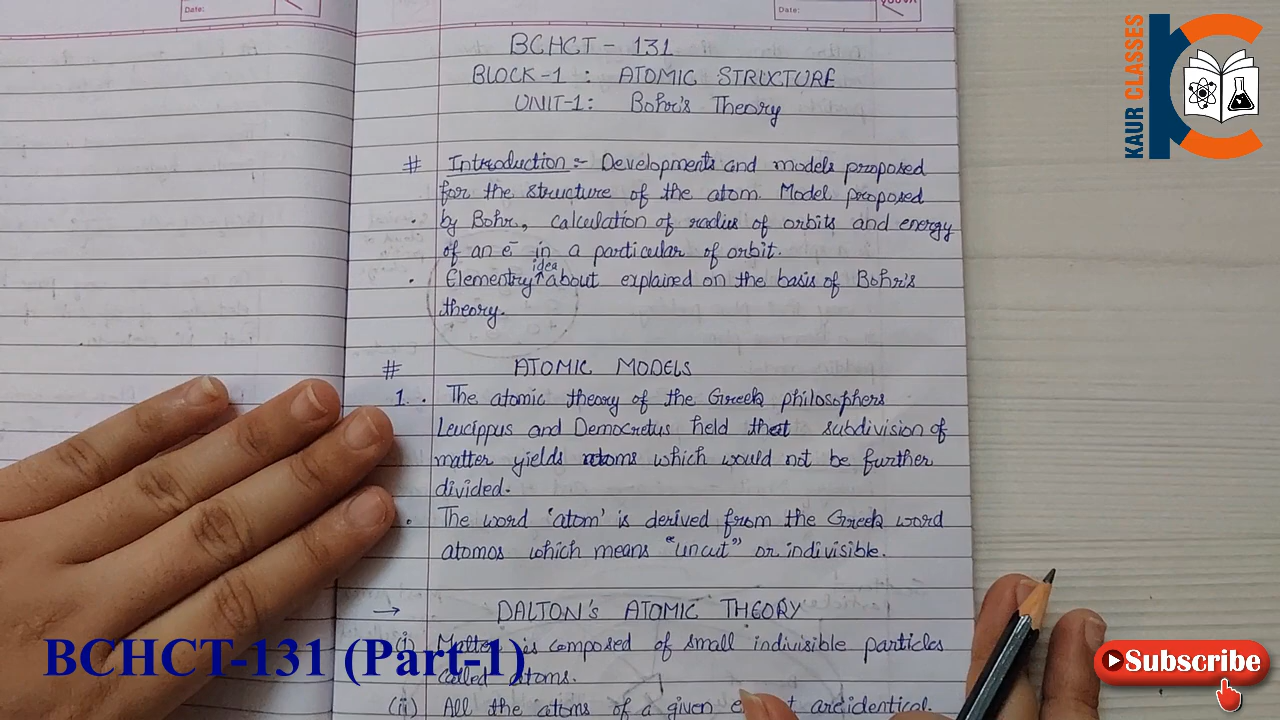 Date:
Date:
YOUVA
KAUR CLASSES
BCHCT - 131
BLOCK-1 : ATOMIC STRUCTURE
UNIT-1: Bohr's Theory
# Introduction :- Developments and models proposed
for the structure of the atom. Model proposed
· by Bohr, calculation of radius of orbits and energy
of an e⁻ in a particular of orbit.
idea
· Elementry ↑ about explained on the basis of Bohr's
theory.
# ATOMIC MODELS
1. · The atomic theory of the Greek philosophers
Leucippus and Democretus held that subdivision of
matter yields atoms which would not be further
divided.
· The word 'atom' is derived from the Greek word
atomos which means "uncut" or indivisible.
→ DALTON'S ATOMIC THEORY
(i) Matter is composed of small indivisible particles
called atoms.
(ii) All the atoms of a given are identical.
BCHCT-131 (Part-1)
Subscribe